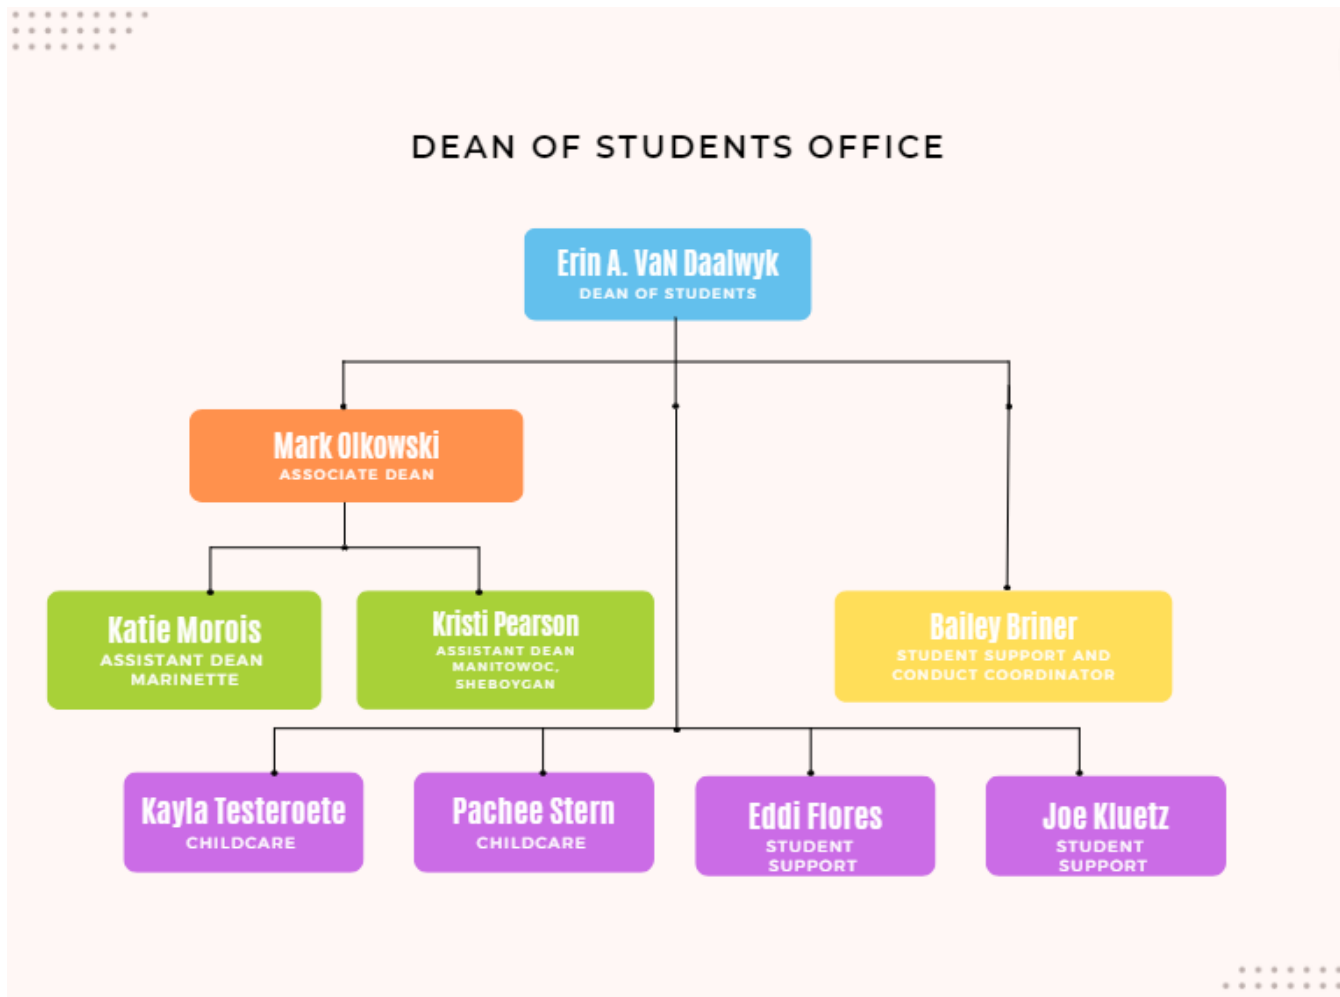 DEAN OF STUDENTS OFFICE
Erin A. VaN Daalwyk
DEAN OF STUDENTS
Mark Olkowski
ASSOCIATE DEAN
Katie Morois
ASSISTANT DEAN
MARINETTE
Kristi Pearson
ASSISTANT DEAN
MANITOWOC,
SHEBOYGAN
Bailey Briner
STUDENT SUPPORT AND
CONDUCT COORDINATOR
Kayla Testeroete
CHILDCARE
Pachee Stern
CHILDCARE
Eddi Flores
STUDENT
SUPPORT
Joe Kluetz
STUDENT
SUPPORT